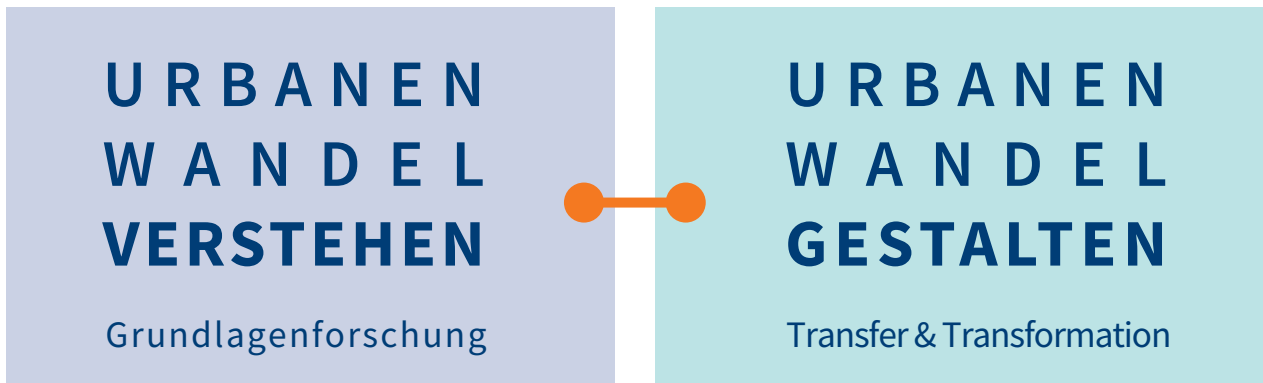 URBANEN
WANDEL
VERSTEHEN
Grundlagenforschung
URBANEN
WANDEL
GESTALTEN
Transfer & Transformation